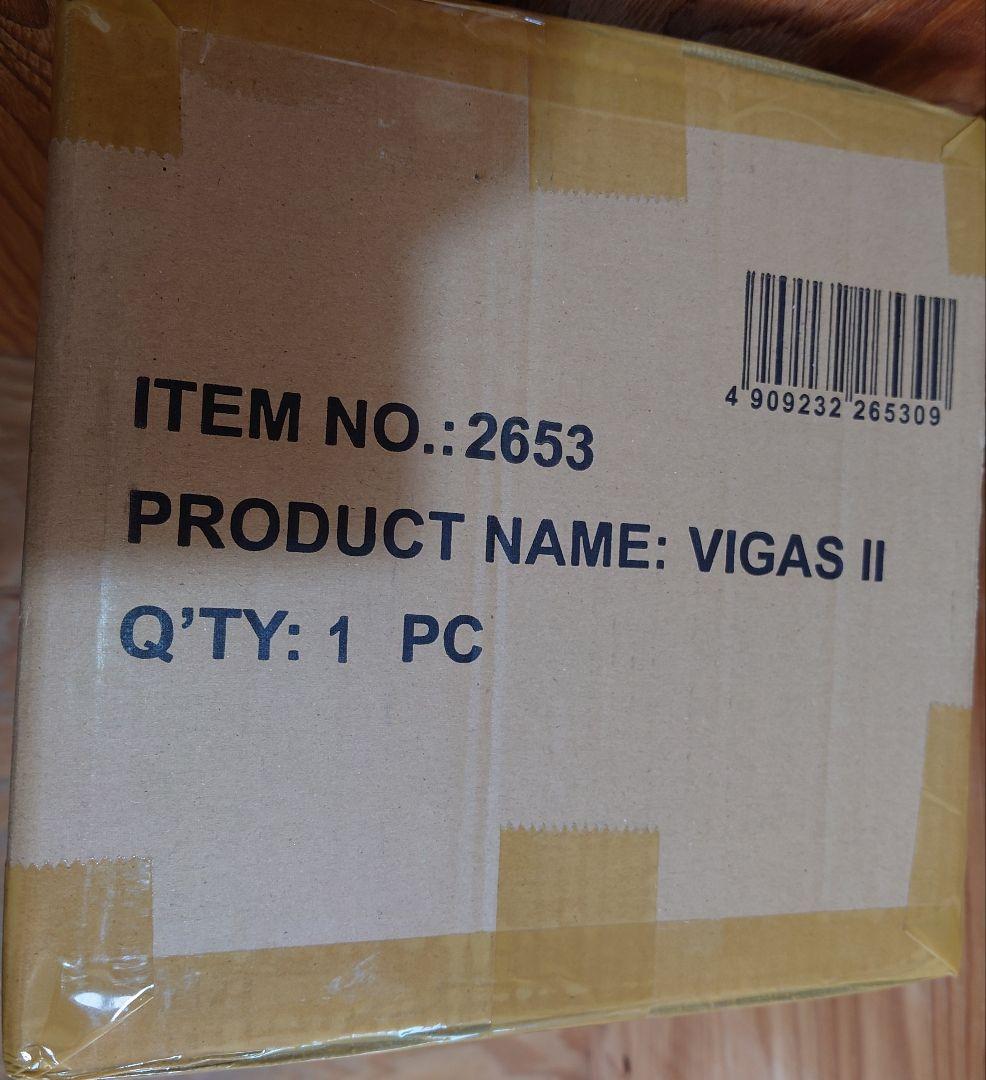 4 909232 265309
ITEM NO.:2653
PRODUCT NAME: VIGAS II
Q'TY: 1 PC